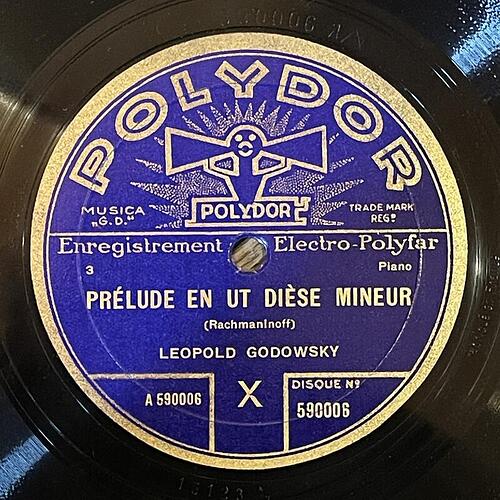 590006
POLYDOR
MUSICA
"G.D."
POLYDOR
TRADE MARK
REGD
Enregistrement Electro-Polyfar
3 Piano
PRÉLUDE EN UT DIÈSE MINEUR
(Rachmaninoff)
LEOPOLD GODOWSKY
A 590006
X
DISQUE No
590006